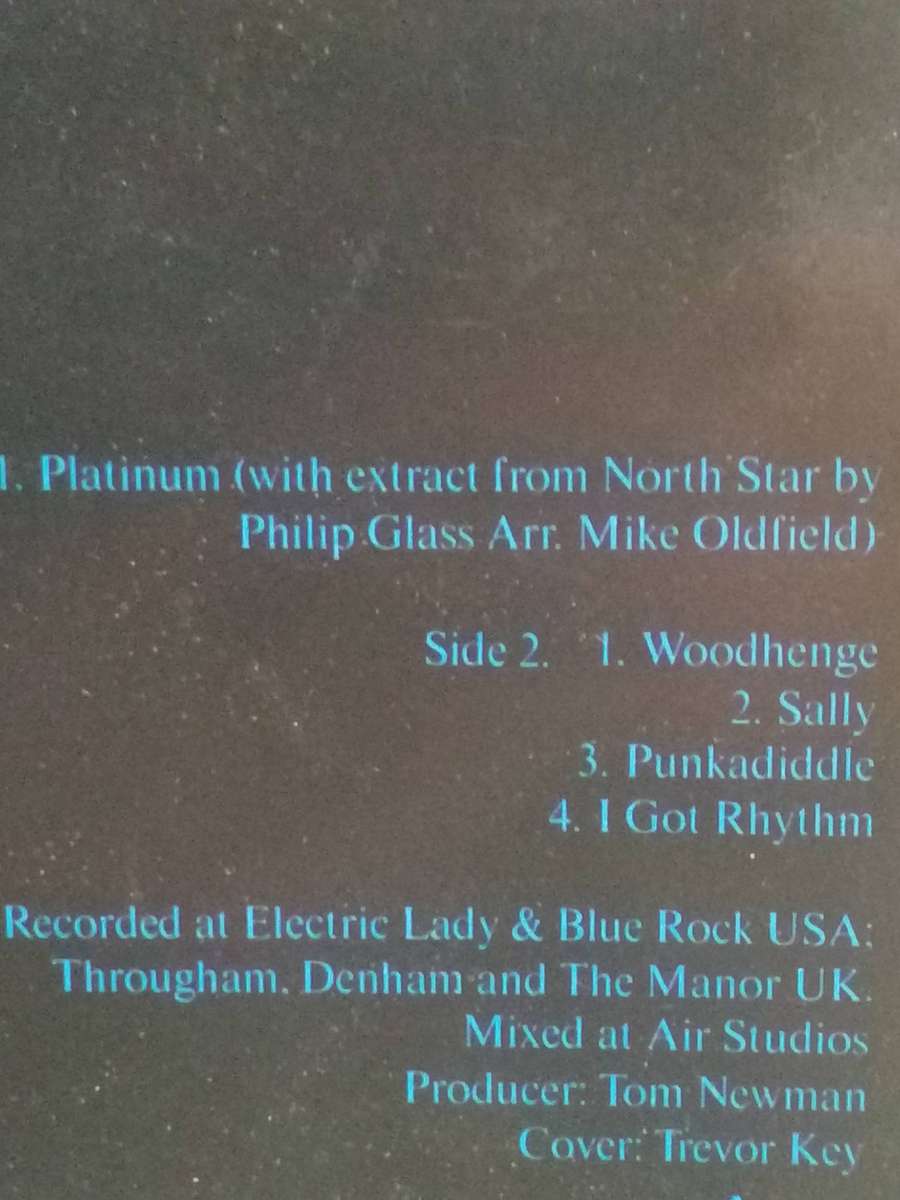 1. Platinum (with extract from North Star by
Philip Glass Arr. Mike Oldfield)
Side 2. 1. Woodhenge
2. Sally
3. Punkadiddle
4. I Got Rhythm
Recorded at Electric Lady & Blue Rock USA;
Througham, Denham and The Manor UK.
Mixed at Air Studios
Producer: Tom Newman
Cover: Trevor Key